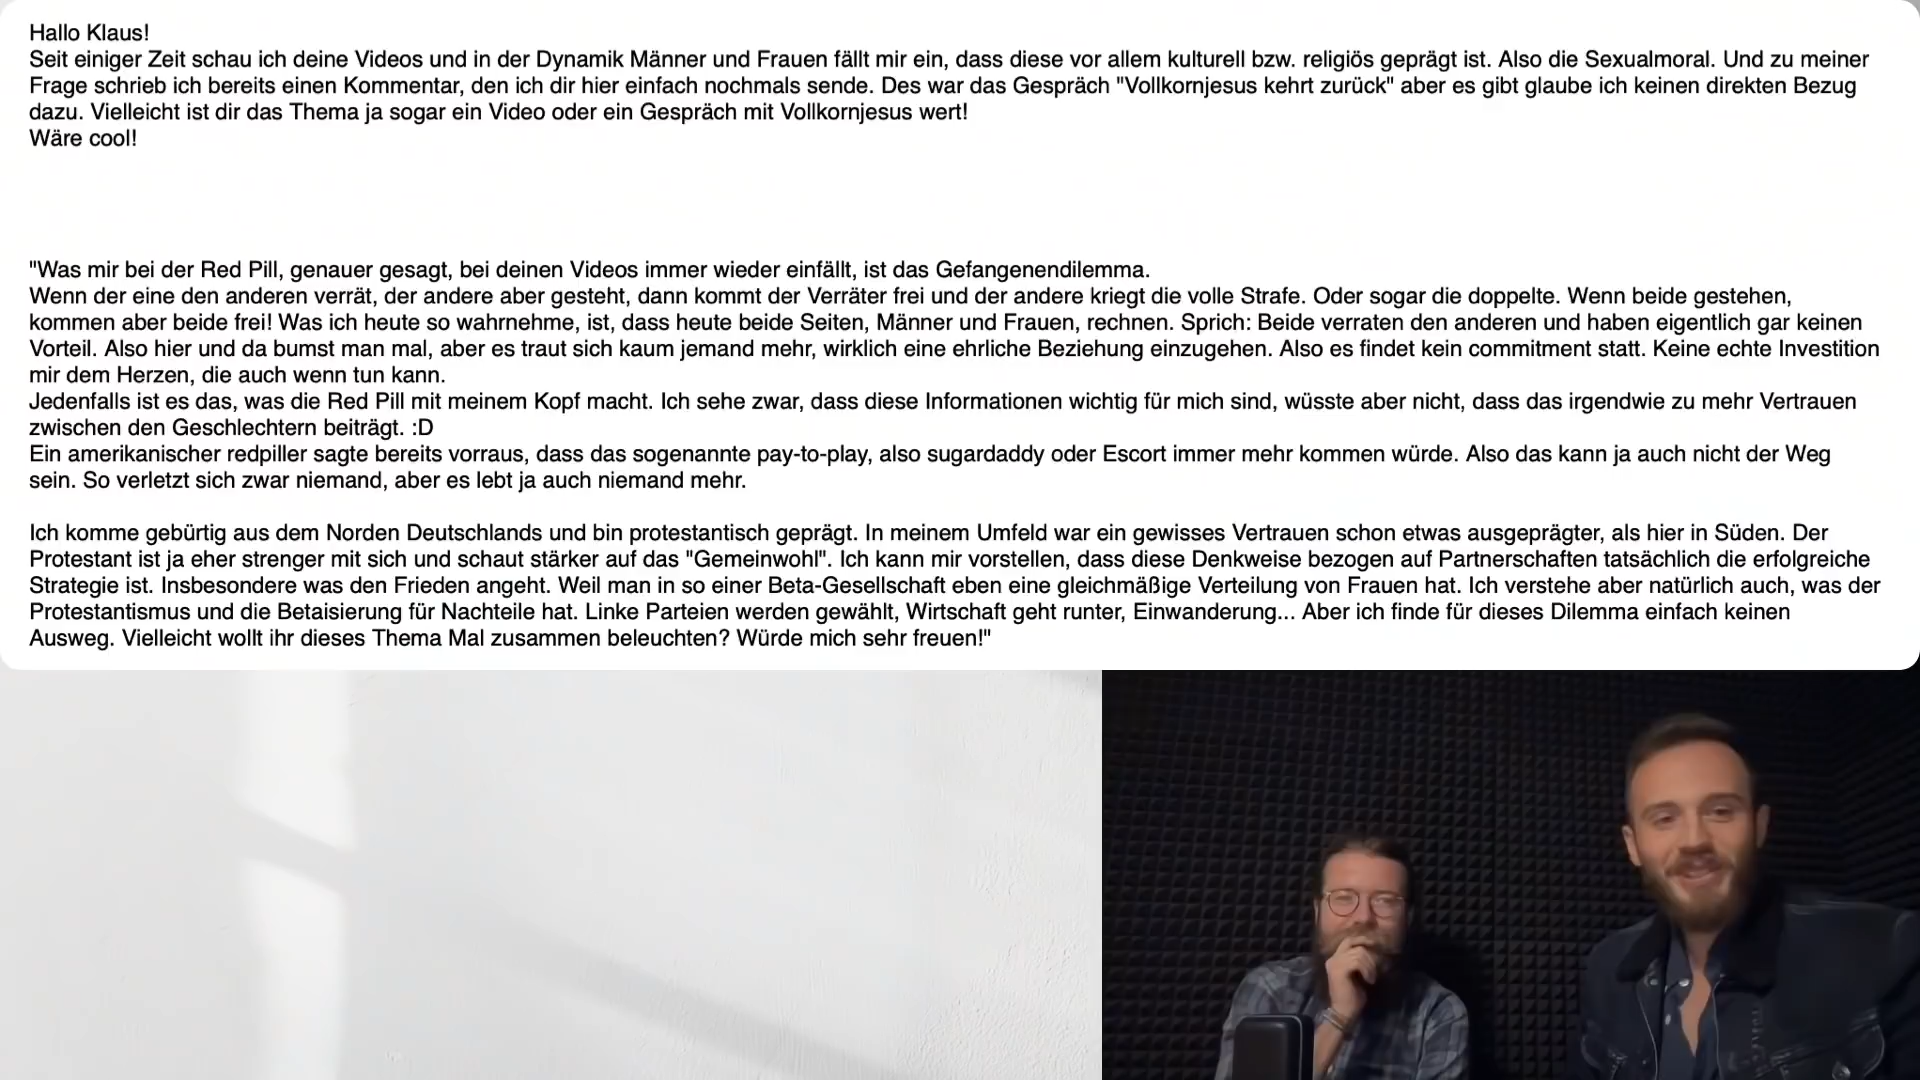 Hallo Klaus!
Seit einiger Zeit schau ich deine Videos und in der Dynamik Männer und Frauen fällt mir ein, dass diese vor allem kulturell bzw. religiös geprägt ist. Also die Sexualmoral. Und zu meiner
Frage schrieb ich bereits einen Kommentar, den ich dir hier einfach nochmals sende. Des war das Gespräch "Vollkornjesus kehrt zurück" aber es gibt glaube ich keinen direkten Bezug
dazu. Vielleicht ist dir das Thema ja sogar ein Video oder ein Gespräch mit Vollkornjesus wert!
Wäre cool!
"Was mir bei der Red Pill, genauer gesagt, bei deinen Videos immer wieder einfällt, ist das Gefangenendilemma.
Wenn der eine den anderen verrät, der andere aber gesteht, dann kommt der Verräter frei und der andere kriegt die volle Strafe. Oder sogar die doppelte. Wenn beide gestehen,
kommen aber beide frei! Was ich heute so wahrnehme, ist, dass heute beide Seiten, Männer und Frauen, rechnen. Sprich: Beide verraten den anderen und haben eigentlich gar keinen
Vorteil. Also hier und da bumst man mal, aber es traut sich kaum jemand mehr, wirklich eine ehrliche Beziehung einzugehen. Also es findet kein commitment statt. Keine echte Investition
mir dem Herzen, die auch wenn tun kann.
Jedenfalls ist es das, was die Red Pill mit meinem Kopf macht. Ich sehe zwar, dass diese Informationen wichtig für mich sind, wüsste aber nicht, dass das irgendwie zu mehr Vertrauen
zwischen den Geschlechtern beiträgt. :D
Ein amerikanischer redpiller sagte bereits vorraus, dass das sogenannte pay-to-play, also sugardaddy oder Escort immer mehr kommen würde. Also das kann ja auch nicht der Weg
sein. So verletzt sich zwar niemand, aber es lebt ja auch niemand mehr.
Ich komme gebürtig aus dem Norden Deutschlands und bin protestantisch geprägt. In meinem Umfeld war ein gewisses Vertrauen schon etwas ausgeprägter, als hier in Süden. Der
Protestant ist ja eher strenger mit sich und schaut stärker auf das "Gemeinwohl". Ich kann mir vorstellen, dass diese Denkweise bezogen auf Partnerschaften tatsächlich die erfolgreiche
Strategie ist. Insbesondere was den Frieden angeht. Weil man in so einer Beta-Gesellschaft eben eine gleichmäßige Verteilung von Frauen hat. Ich verstehe aber natürlich auch, was der
Protestantismus und die Betaisierung für Nachteile hat. Linke Parteien werden gewählt, Wirtschaft geht runter, Einwanderung... Aber ich finde für dieses Dilemma einfach keinen
Ausweg. Vielleicht wollt ihr dieses Thema Mal zusammen beleuchten? Würde mich sehr freuen!"